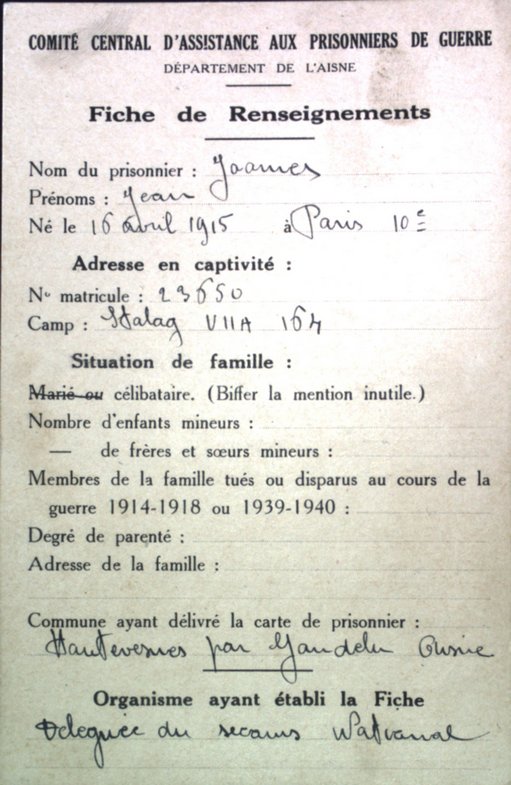 COMITÉ CENTRAL D'ASSISTANCE AUX PRISONNIERS DE GUERRE
DÉPARTEMENT DE L'AISNE
Fiche de Renseignements
Nom du prisonnier :
Prénoms : Jean
Né le 16 avril 1915 à Paris 10e
Adresse en captivité :
No matricule : 23650
Camp : Stalag VIIA
Situation de famille :
Marié ou célibataire. (Biffer la mention inutile.)
Nombre d'enfants mineurs :
— de frères et sœurs mineurs :
Membres de la famille tués ou disparus au cours de la
guerre 1914-1918 ou 1939-1940 :
Degré de parenté :
Adresse de la famille :
Commune ayant délivré la carte de prisonnier :
Hautevesnes par Gandelu Aisne
Organisme ayant établi la Fiche
Deleguée du secours National